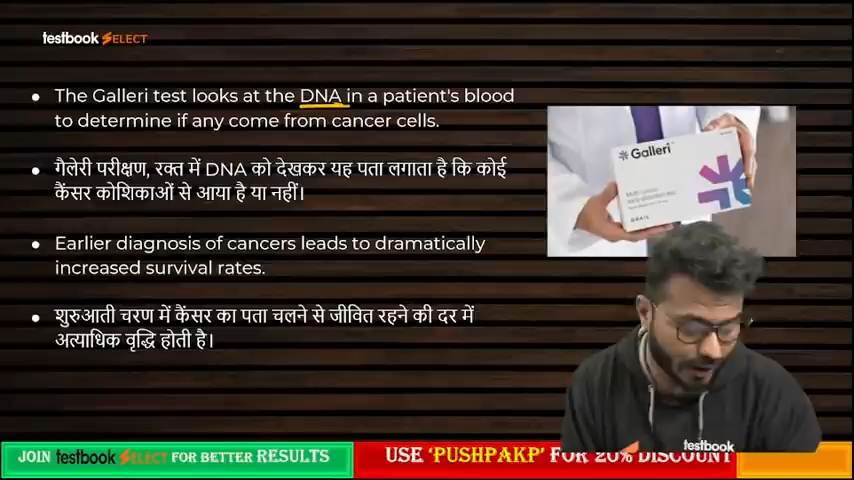 testbook SELECT
The Galleri test looks at the DNA in a patient's blood
to determine if any come from cancer cells.
गैलेरी परीक्षण, रक्त में DNA को देखकर यह पता लगाता है कि कोई
कैंसर कोशिकाओं से आया है या नहीं।
Earlier diagnosis of cancers leads to dramatically
increased survival rates.
शुरुआती चरण में कैंसर का पता चलने से जीवित रहने की दर में
अत्यधिक वृद्धि होती है।
Galleri
GRAIL
testbook
JOIN testbook SELECT FOR BETTER RESULTS
USE 'PUSHPAKP' FOR 20% DISCOUNT